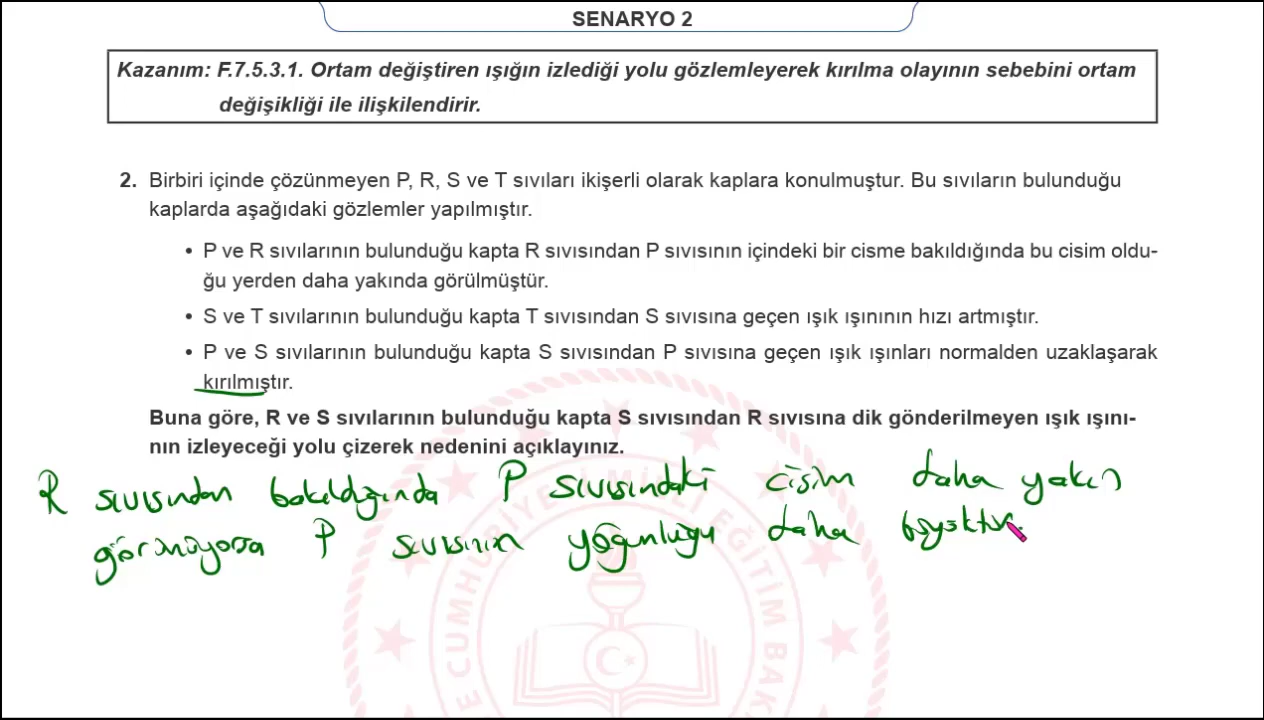 SENARYO 2
Kazanım: F.7.5.3.1. Ortam değiştiren ışığın izlediği yolu gözlemleyerek kırılma olayının sebebini ortam
değişikliği ile ilişkilendirir.
2. Birbiri içinde çözünmeyen P, R, S ve T sıvıları ikişerli olarak kaplara konulmuştur. Bu sıvıların bulunduğu
kaplarda aşağıdaki gözlemler yapılmıştır.
• P ve R sıvılarının bulunduğu kapta R sıvısından P sıvısının içindeki bir cisme bakıldığında bu cisim oldu-
ğu yerden daha yakında görülmüştür.
• S ve T sıvılarının bulunduğu kapta T sıvısından S sıvısına geçen ışık ışınının hızı artmıştır.
• P ve S sıvılarının bulunduğu kapta S sıvısından P sıvısına geçen ışık ışınları normalden uzaklaşarak
kırılmıştır.
Buna göre, R ve S sıvılarının bulunduğu kapta S sıvısından R sıvısına dik gönderilmeyen ışık ışını-
nın izleyeceği yolu çizerek nedenini açıklayınız.
R sıvısından bakıldığında P sıvısındaki cisim daha yakın
görünüyorsa P sıvısının yoğunluğu daha büyüktür.